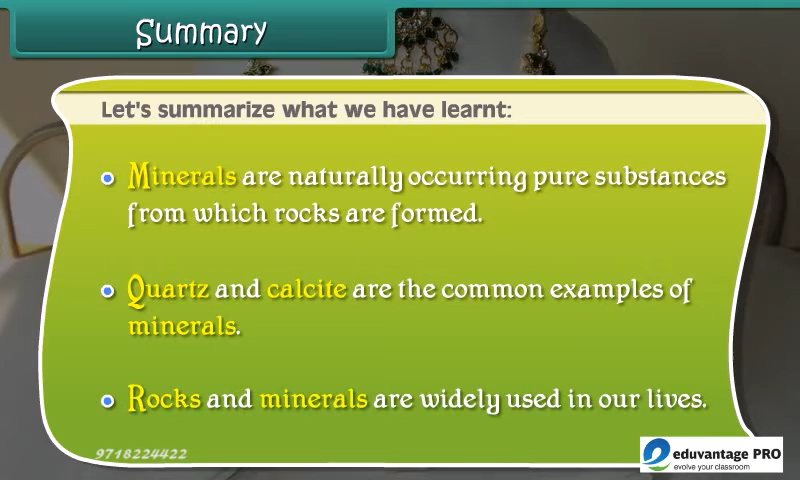 Summary
Let's summarize what we have learnt:
Minerals are naturally occurring pure substances
from which rocks are formed.
Quartz and calcite are the common examples of
minerals.
Rocks and minerals are widely used in our lives.
9718224422
eduvantage PRO
evolve your classroom